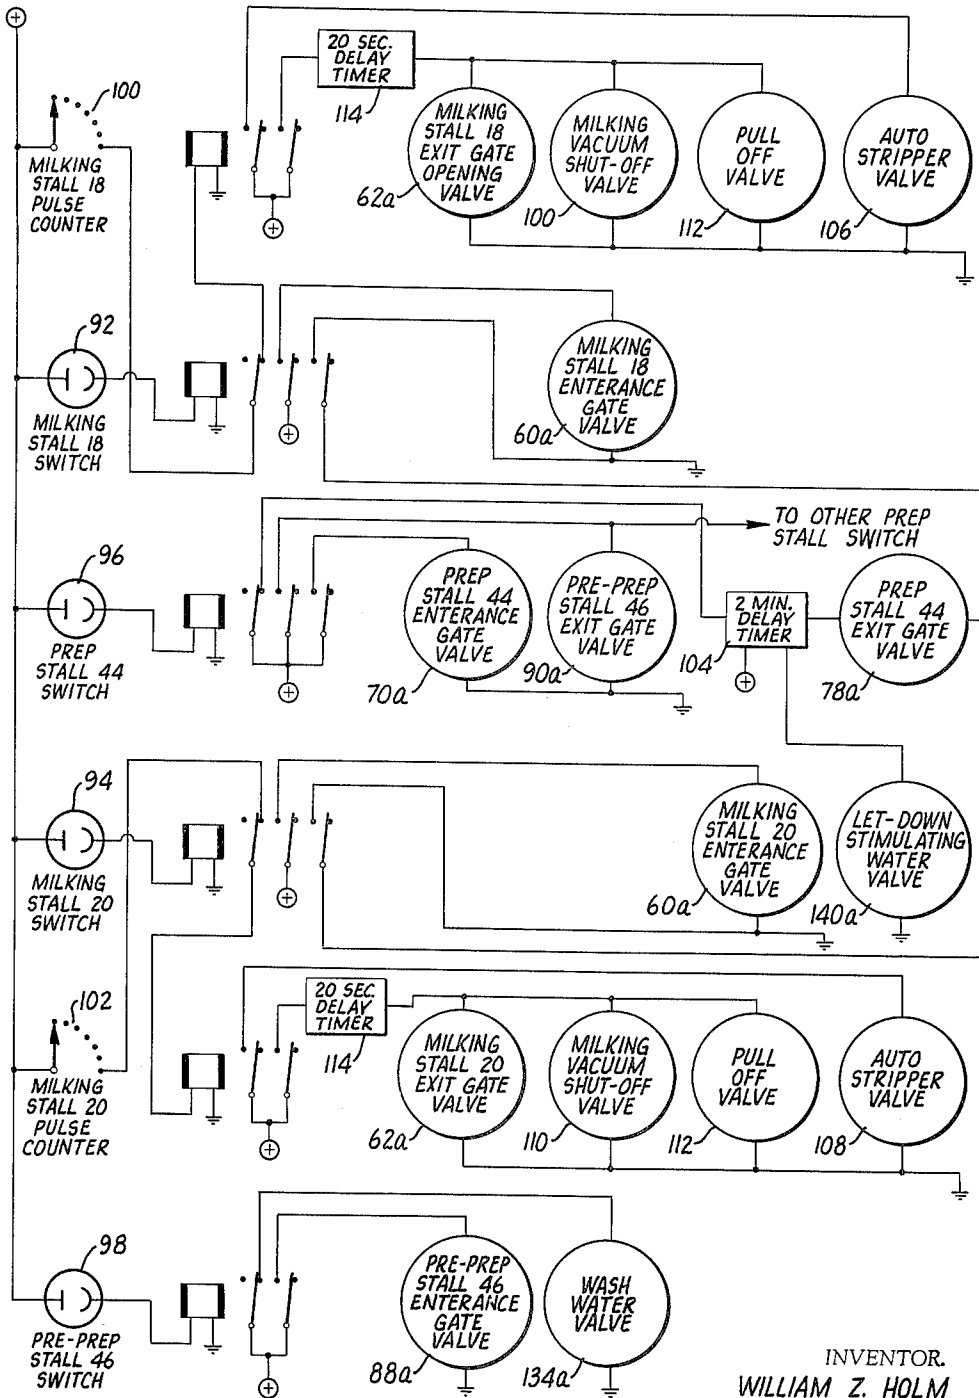 20 SEC.
DELAY
TIMER
114
100
MILKING
STALL 18
PULSE
COUNTER
MILKING
STALL 18
EXIT GATE
OPENING
VALVE
62a
MILKING
VACUUM
SHUT-OFF
VALVE
100
PULL
OFF
VALVE
112
AUTO
STRIPPER
VALVE
106
92
MILKING
STALL 18
SWITCH
MILKING
STALL 18
ENTERANCE
GATE
VALVE
60a
TO OTHER PREP
STALL SWITCH
96
PREP
STALL 44
SWITCH
PREP
STALL 44
ENTERANCE
GATE
VALVE
70a
PRE-PREP
STALL 46
EXIT GATE
VALVE
90a
2 MIN.
DELAY
TIMER
104
PREP
STALL 44
EXIT GATE
VALVE
78a
94
MILKING
STALL 20
SWITCH
MILKING
STALL 20
ENTERANCE
GATE
VALVE
60a
LET-DOWN
STIMULATING
WATER
VALVE
140a
102
MILKING
STALL 20
PULSE
COUNTER
20 SEC.
DELAY
TIMER
114
MILKING
STALL 20
EXIT GATE
VALVE
62a
MILKING
VACUUM
SHUT-OFF
VALVE
110
PULL
OFF
VALVE
112
AUTO
STRIPPER
VALVE
108
98
PRE-PREP
STALL 46
SWITCH
PRE-PREP
STALL 46
ENTERANCE
GATE
VALVE
88a
WASH
WATER
VALVE
134a
INVENTOR.
WILLIAM Z. HOLM